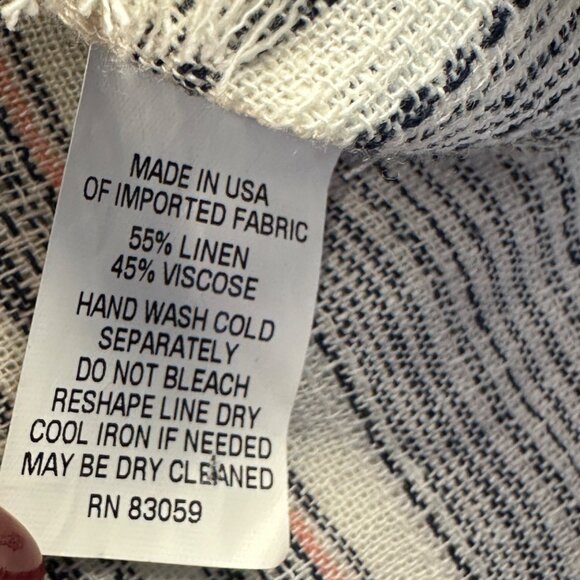 MADE IN USA
OF IMPORTED FABRIC
55% LINEN
45% VISCOSE
HAND WASH COLD
SEPARATELY
DO NOT BLEACH
RESHAPE LINE DRY
COOL IRON IF NEEDED
MAY BE DRY CLEANED
RN 83059